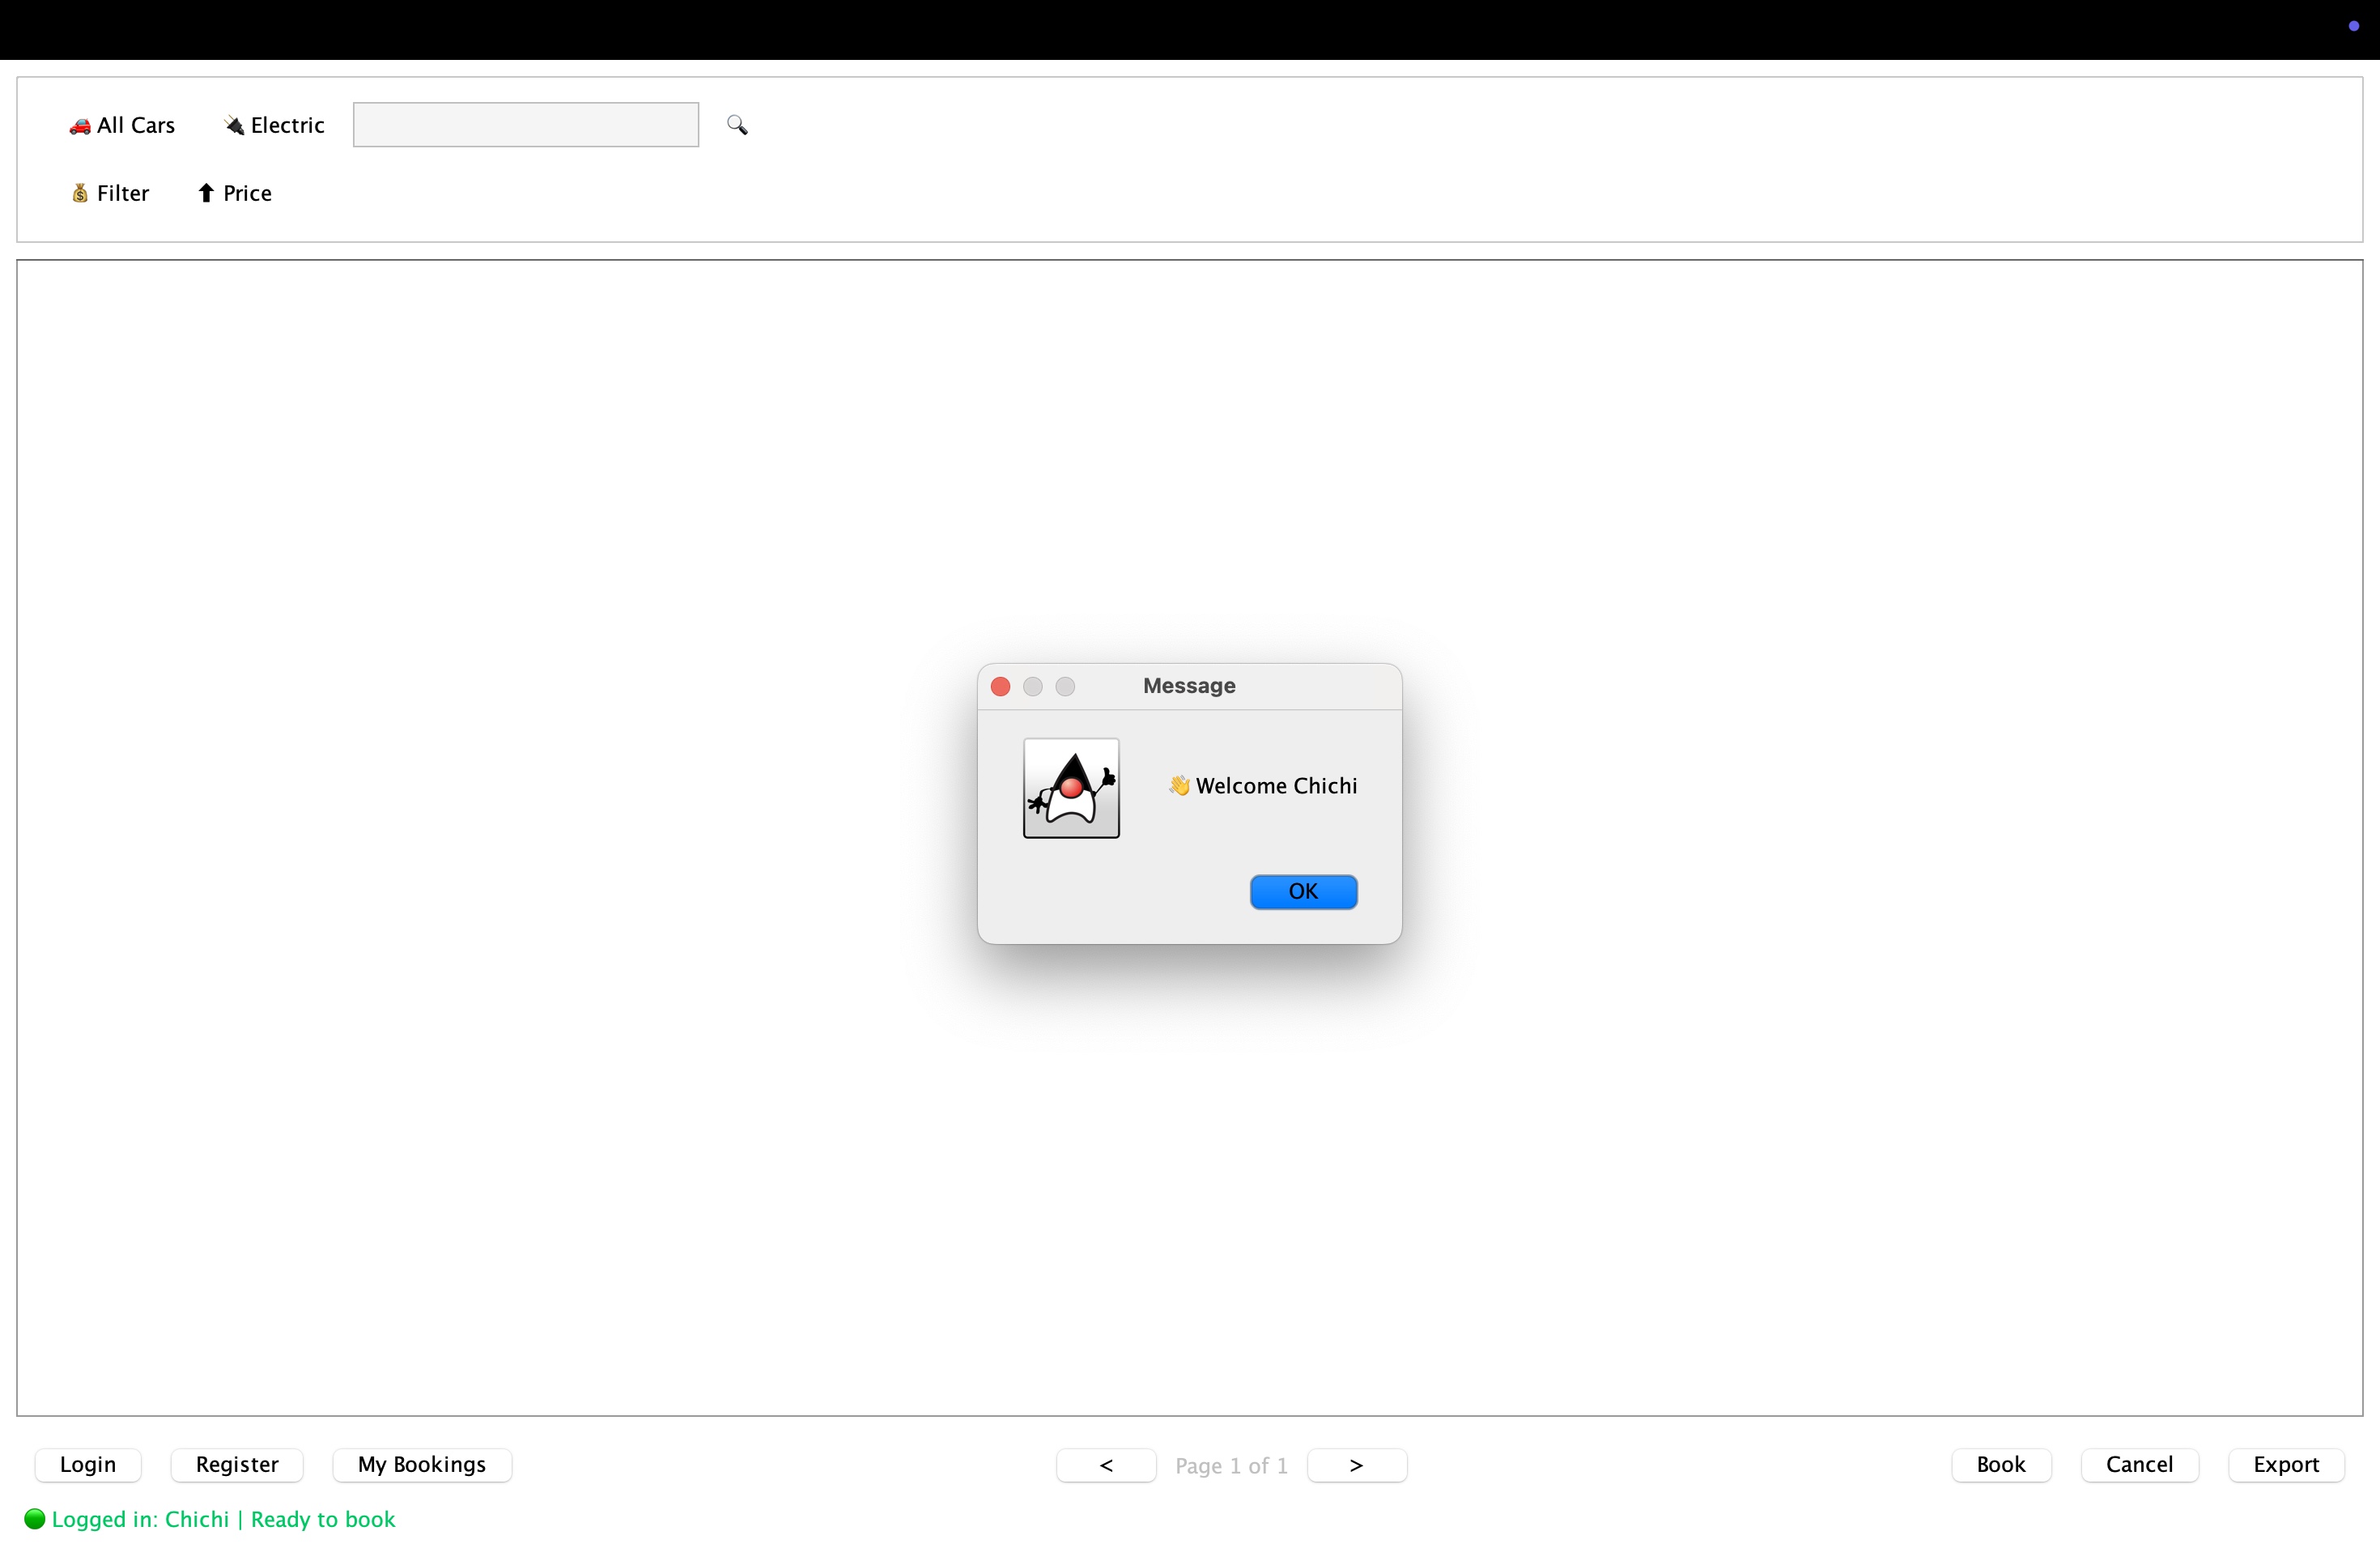 🚗 All Cars 🔌 Electric 🔍
💰 Filter ⬆ Price
Message
👋 Welcome Chichi
OK
Login Register My Bookings < Page 1 of 1 > Book Cancel Export
🟢 Logged in: Chichi | Ready to book